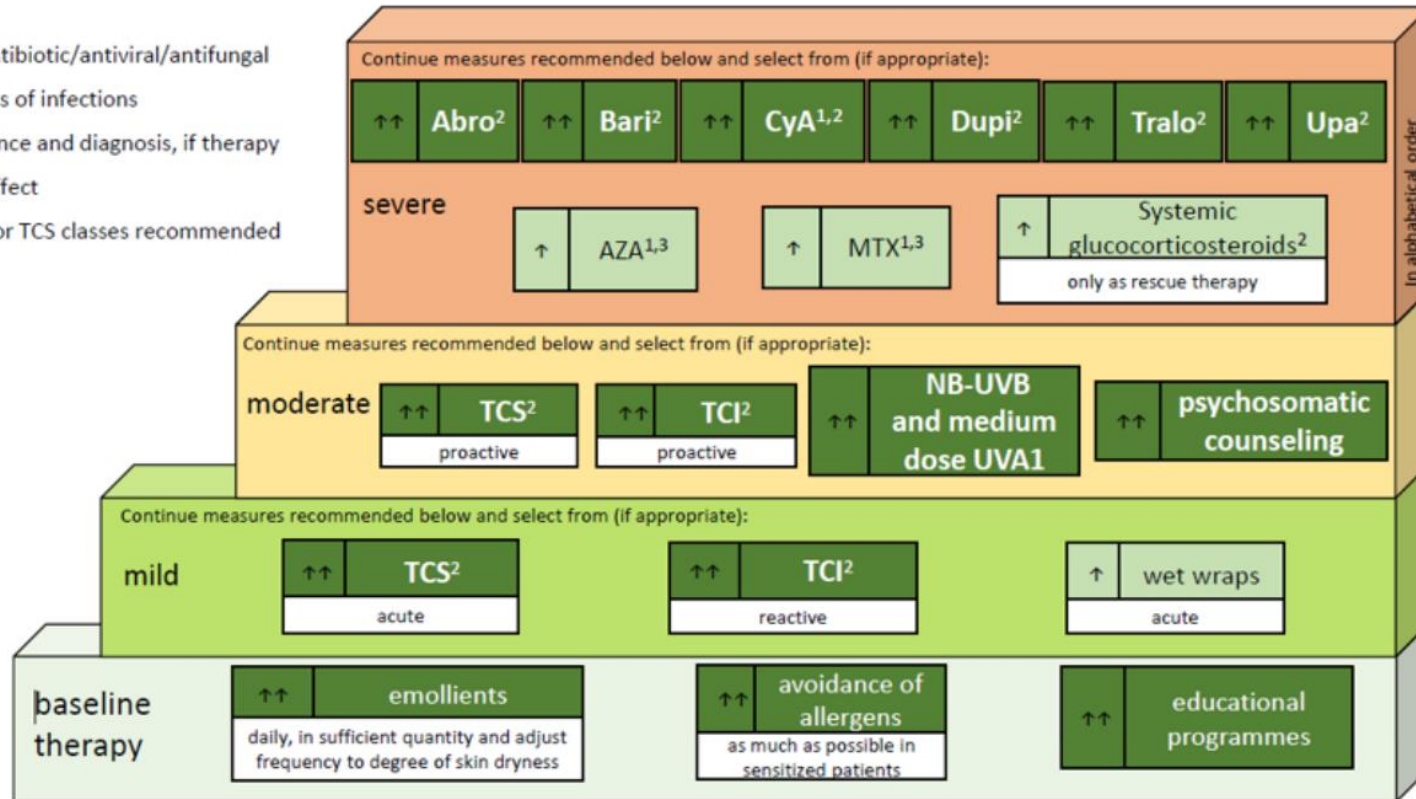 tibiotic/antiviral/antifungal
s of infections
nce and diagnosis, if therapy
ffect
or TCS classes recommended
Continue measures recommended below and select from (if appropriate):
↑↑ Abro² ↑↑ Bari² ↑↑ CyA¹,² ↑↑ Dupi² ↑↑ Tralo² ↑↑ Upa²
severe
↑ AZA¹,³
↑ MTX¹,³
↑ Systemic
glucocorticosteroids²
only as rescue therapy
In alphabetical order
Continue measures recommended below and select from (if appropriate):
moderate
↑↑ TCS²
proactive
↑↑ TCI²
proactive
↑↑ NB-UVB
and medium
dose UVA1
↑↑ psychosomatic
counseling
Continue measures recommended below and select from (if appropriate):
mild
↑↑ TCS²
acute
↑↑ TCI²
reactive
↑ wet wraps
acute
baseline
therapy
↑↑ emollients
daily, in sufficient quantity and adjust
frequency to degree of skin dryness
↑↑ avoidance of
allergens
as much as possible in
sensitized patients
↑↑ educational
programmes